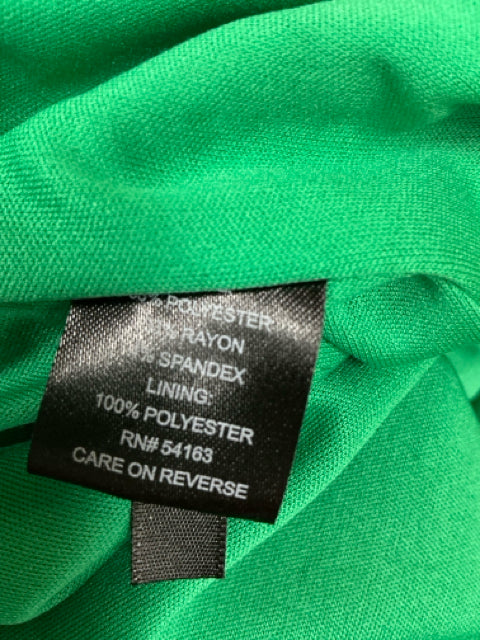 POLYESTER
RAYON
% SPANDEX
LINING:
100% POLYESTER
RN# 54163
CARE ON REVERSE